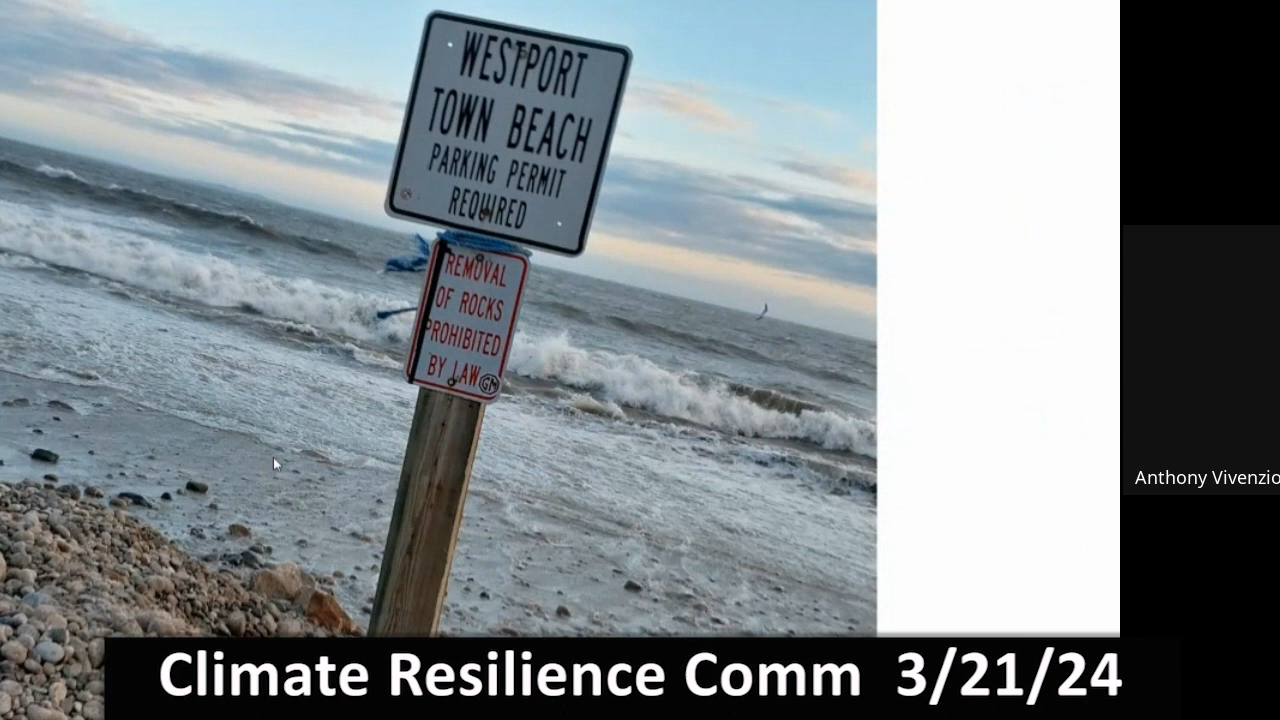 WESTPORT
TOWN BEACH
PARKING PERMIT
REQUIRED
REMOVAL
OF ROCKS
PROHIBITED
BY LAW
GM
Anthony Vivenzio
Climate Resilience Comm 3/21/24